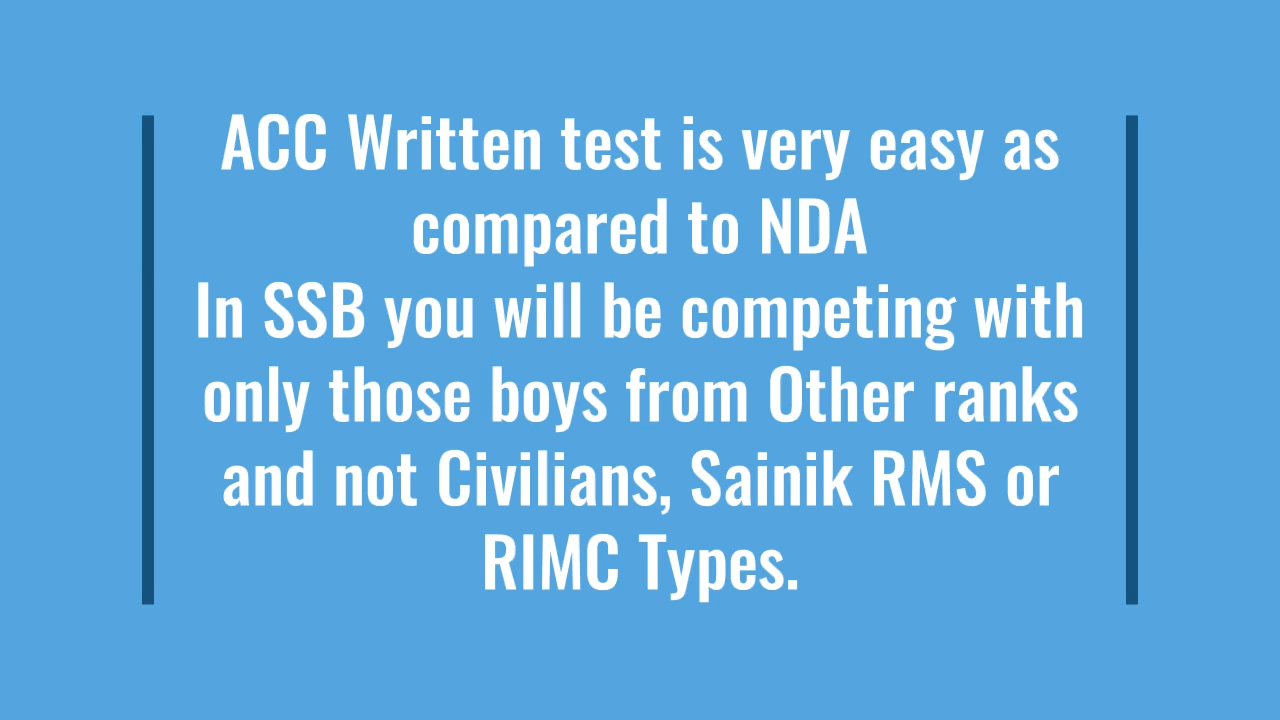 ACC Written test is very easy as
compared to NDA
In SSB you will be competing with
only those boys from Other ranks
and not Civilians, Sainik RMS or
RIMC Types.